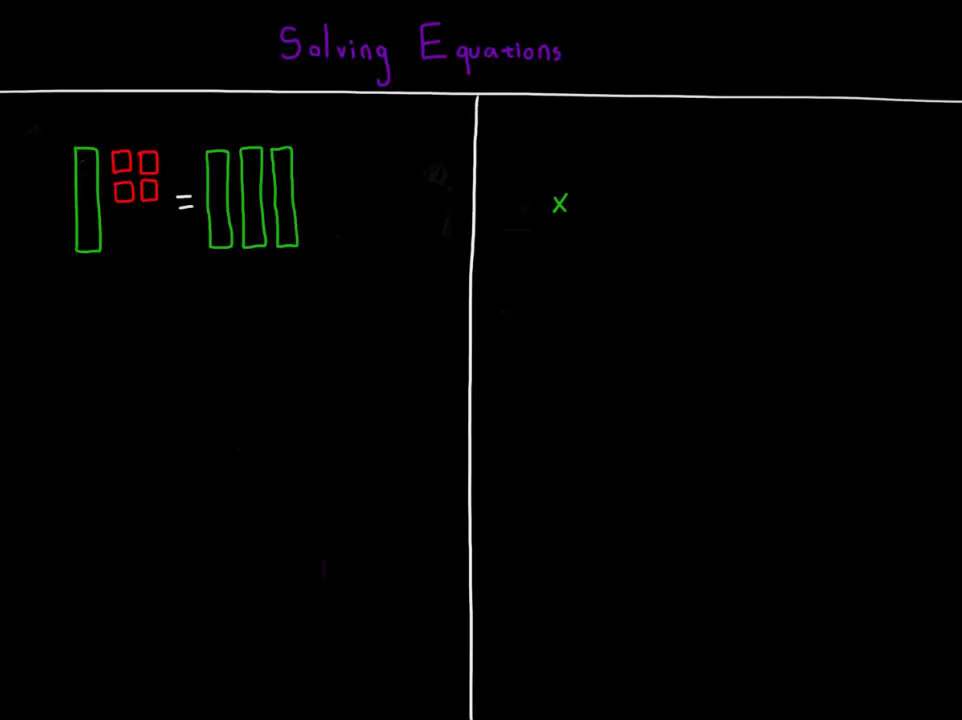 Solving Equations
= x